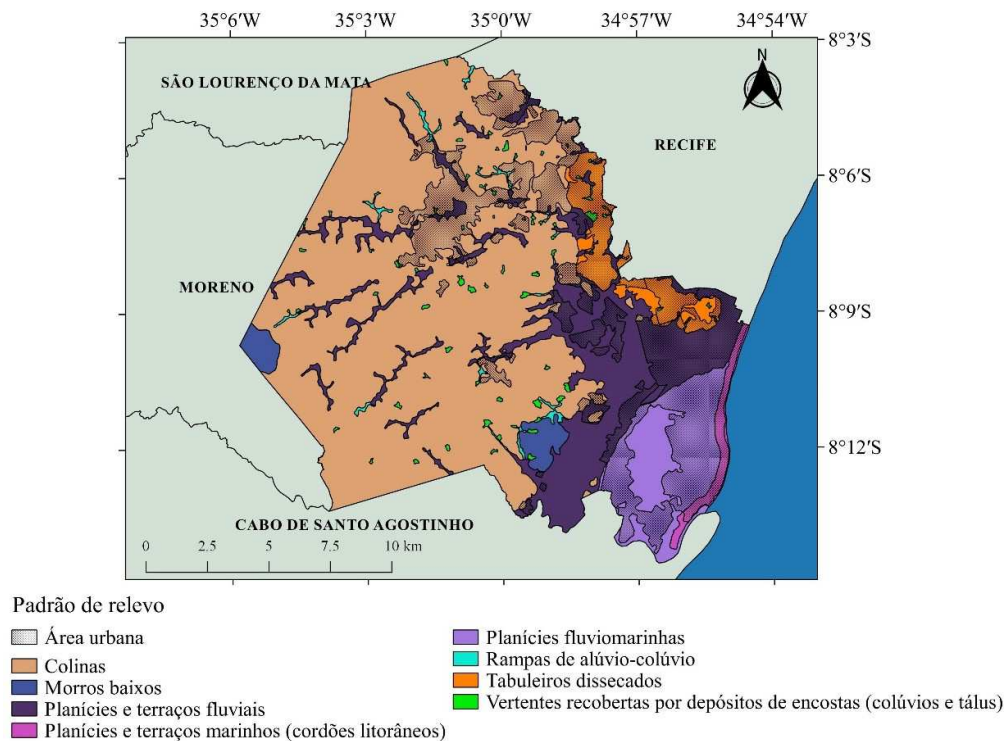 35°6′W 35°3′W 35°0′W 34°57′W 34°54′W
8°3′S
SÃO LOURENÇO DA MATA
N
RECIFE
8°6′S
MORENO
8°9′S
8°12′S
CABO DE SANTO AGOSTINHO
0 2.5 5 7.5 10 km
Padrão de relevo
Área urbana
Colinas
Morros baixos
Planícies e terraços fluviais
Planícies e terraços marinhos (cordões litorâneos)
Planícies fluviomarinhas
Rampas de alúvio-colúvio
Tabuleiros dissecados
Vertentes recobertas por depósitos de encostas (colúvios e tálus)